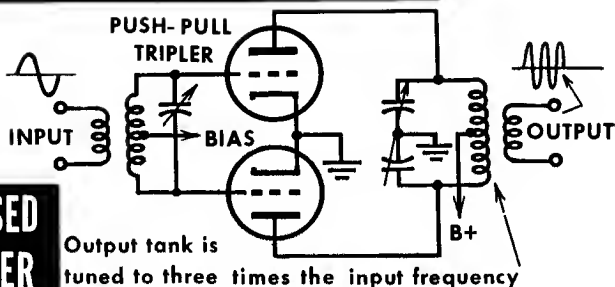 PUSH-PULL
TRIPLER
INPUT
BIAS
OUTPUT
B+
SED
ER
Output tank is
tuned to three times the input frequency